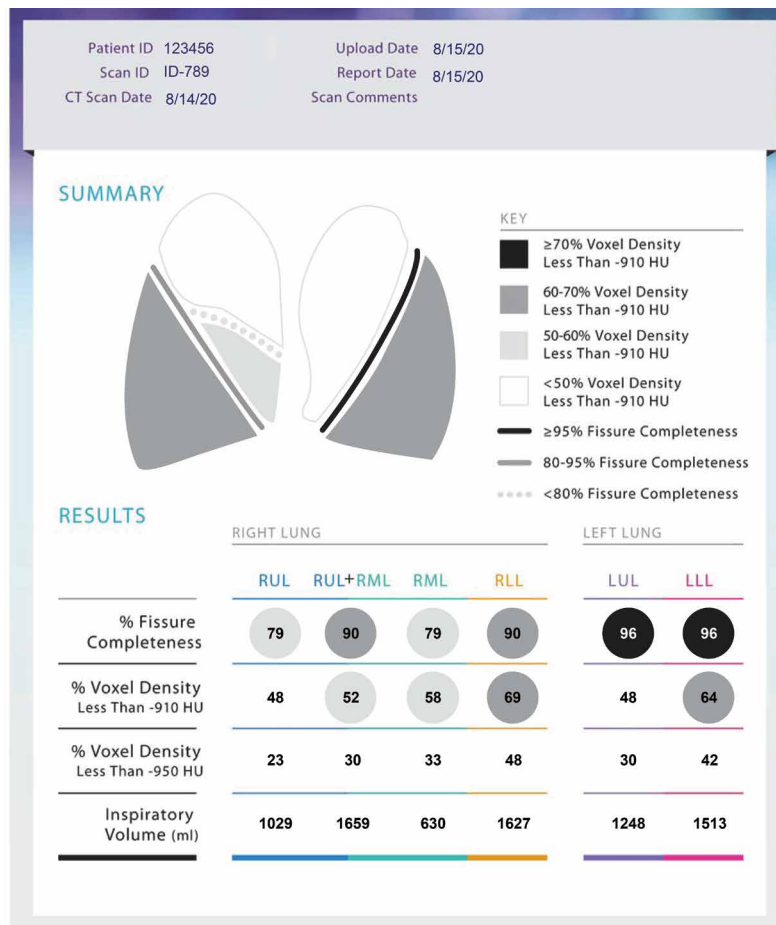 Patient ID 123456
Upload Date 8/15/20
Scan ID ID-789
Report Date 8/15/20
CT Scan Date 8/14/20
Scan Comments
SUMMARY
KEY
≥70% Voxel Density
Less Than -910 HU
60-70% Voxel Density
Less Than -910 HU
50-60% Voxel Density
Less Than -910 HU
<50% Voxel Density
Less Than -910 HU
≥95% Fissure Completeness
80-95% Fissure Completeness
<80% Fissure Completeness
RESULTS
RIGHT LUNG LEFT LUNG
RUL RUL+RML RML RLL LUL LLL
% Fissure
Completeness
79 90 79 90 96 96
% Voxel Density
Less Than -910 HU
48 52 58 69 48 64
% Voxel Density
Less Than -950 HU
23 30 33 48 30 42
Inspiratory
Volume (ml)
1029 1659 630 1627 1248 1513